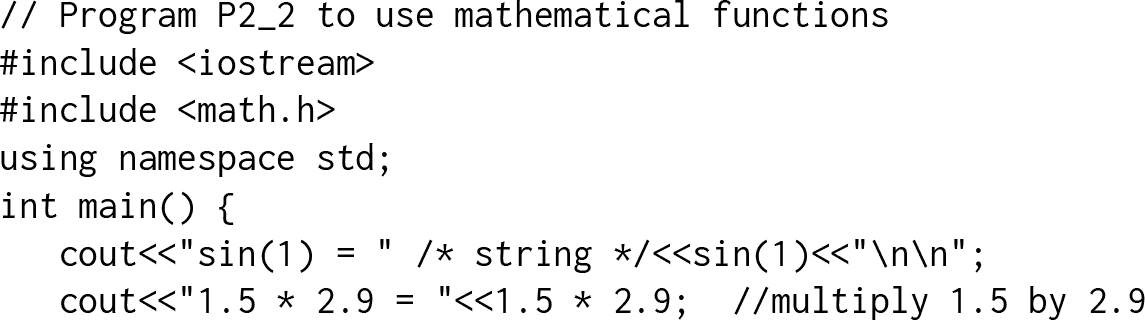 // Program P2_2 to use mathematical functions
#include <iostream>
#include <math.h>
using namespace std;
int main() {
   cout<<"sin(1) = " /* string */<<sin(1)<<"\n\n";
   cout<<"1.5 * 2.9 = "<<1.5 * 2.9;  //multiply 1.5 by 2.9